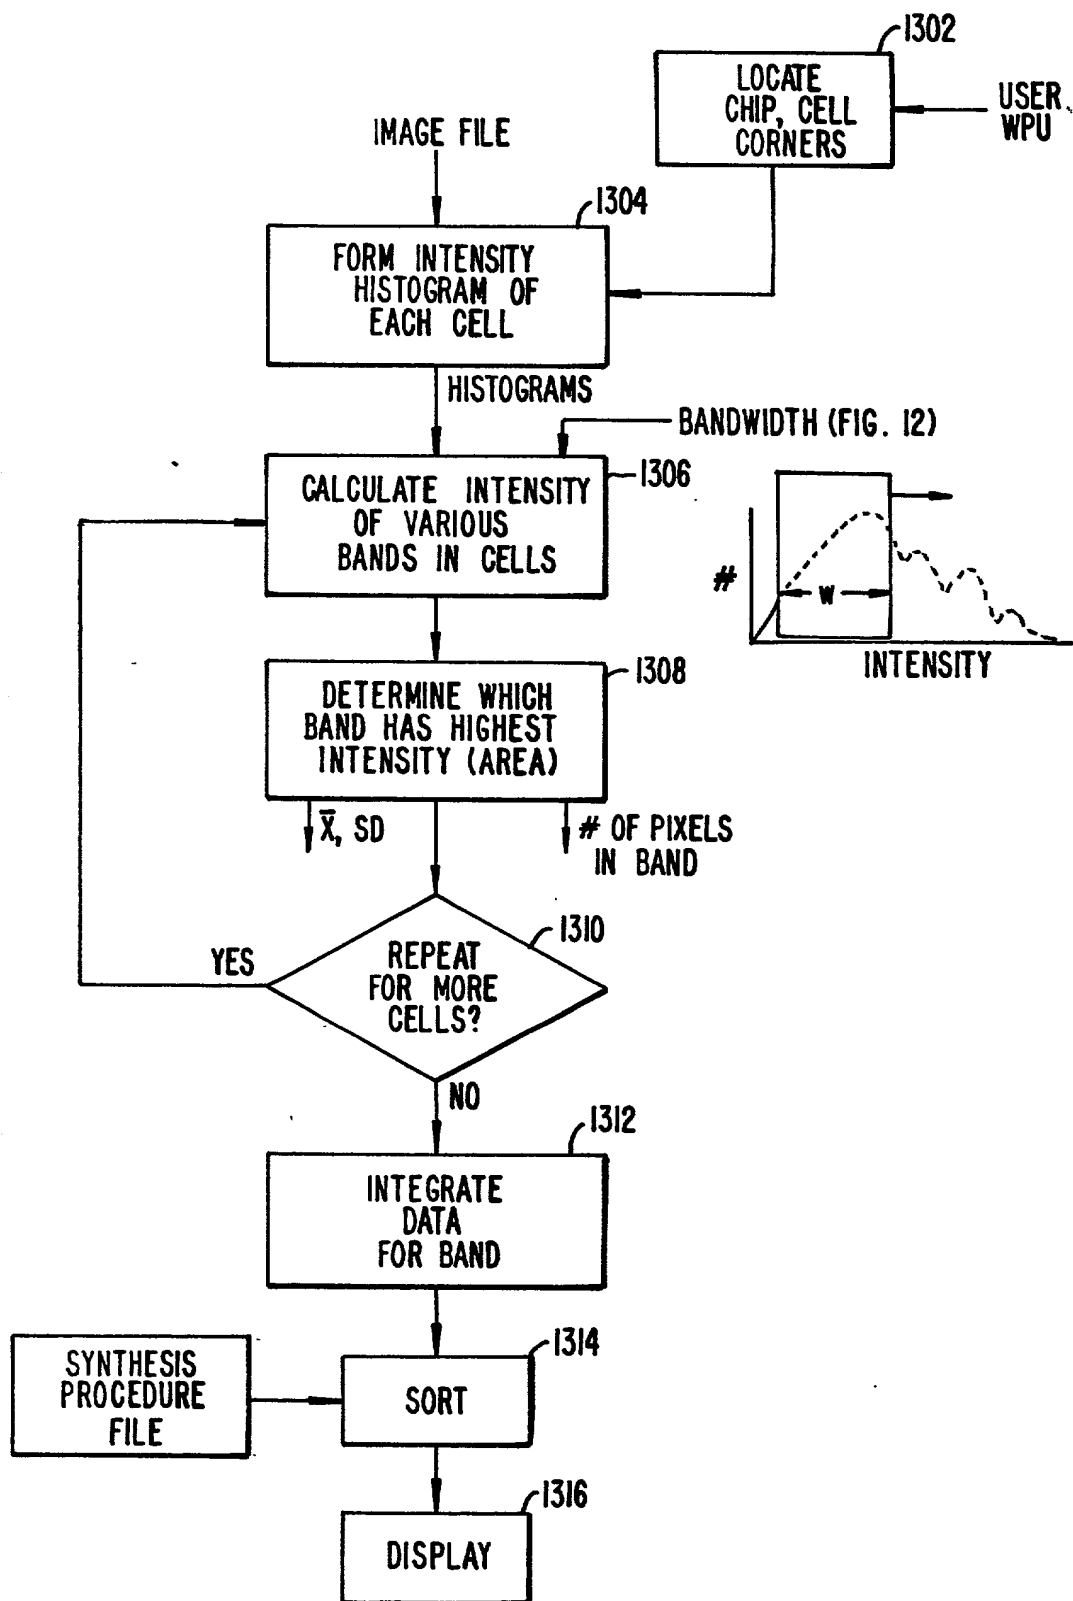 1302
LOCATE
CHIP, CELL
CORNERS
USER
WPU
IMAGE FILE
1304
FORM INTENSITY
HISTOGRAM OF
EACH CELL
HISTOGRAMS
BANDWIDTH (FIG. 12)
1306
CALCULATE INTENSITY
OF VARIOUS
BANDS IN CELLS
#
W
INTENSITY
1308
DETERMINE WHICH
BAND HAS HIGHEST
INTENSITY (AREA)
X̅, SD
# OF PIXELS
IN BAND
1310
REPEAT
FOR MORE
CELLS?
YES
NO
1312
INTEGRATE
DATA
FOR BAND
1314
SORT
SYNTHESIS
PROCEDURE
FILE
1316
DISPLAY